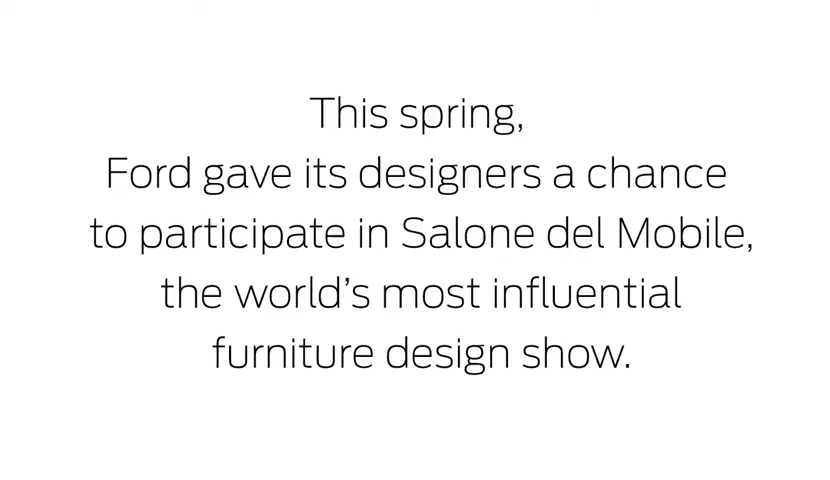 This spring,
Ford gave its designers a chance
to participate in Salone del Mobile,
the world's most influential
furniture design show.